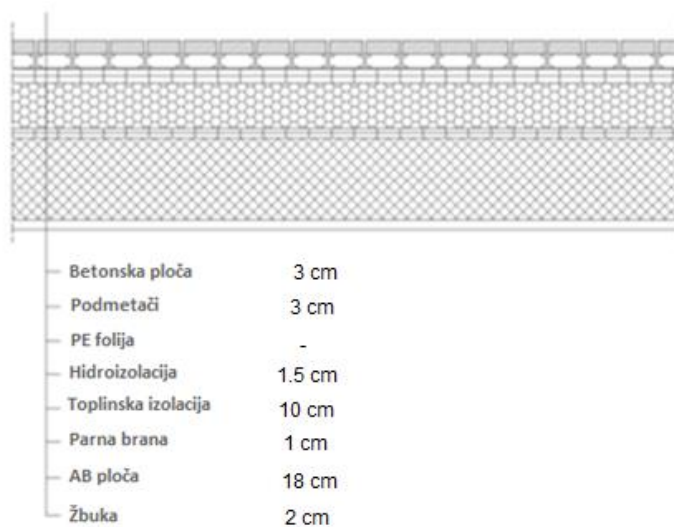 Betonska ploča 3 cm
Podmetači 3 cm
PE folija -
Hidroizolacija 1.5 cm
Toplinska izolacija 10 cm
Parna brana 1 cm
AB ploča 18 cm
Žbuka 2 cm